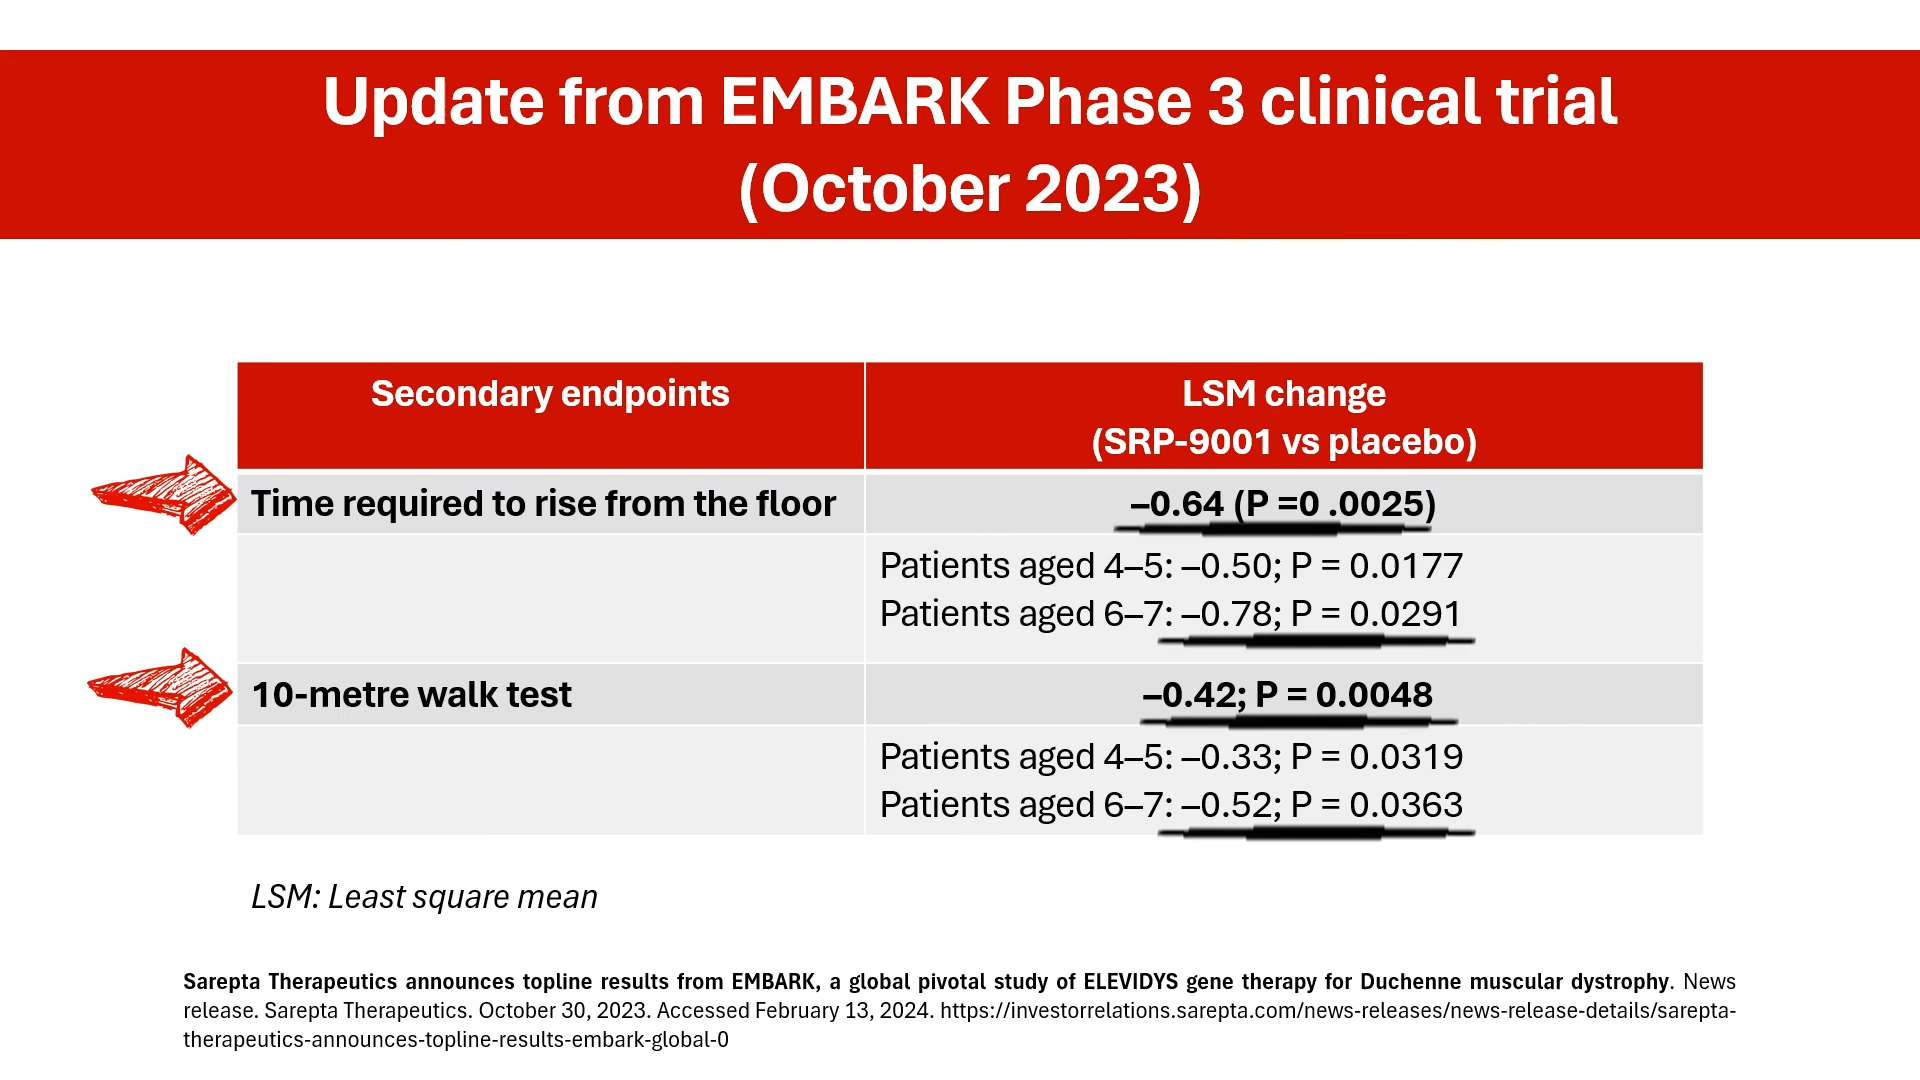 Update from EMBARK Phase 3 clinical trial
(October 2023)
Secondary endpoints
LSM change
(SRP-9001 vs placebo)
Time required to rise from the floor
–0.64 (P =0 .0025)
Patients aged 4–5: –0.50; P = 0.0177
Patients aged 6–7: –0.78; P = 0.0291
10-metre walk test
–0.42; P = 0.0048
Patients aged 4–5: –0.33; P = 0.0319
Patients aged 6–7: –0.52; P = 0.0363
LSM: Least square mean
Sarepta Therapeutics announces topline results from EMBARK, a global pivotal study of ELEVIDYS gene therapy for Duchenne muscular dystrophy. News
release. Sarepta Therapeutics. October 30, 2023. Accessed February 13, 2024. https://investorrelations.sarepta.com/news-releases/news-release-details/sarepta-
therapeutics-announces-topline-results-embark-global-0